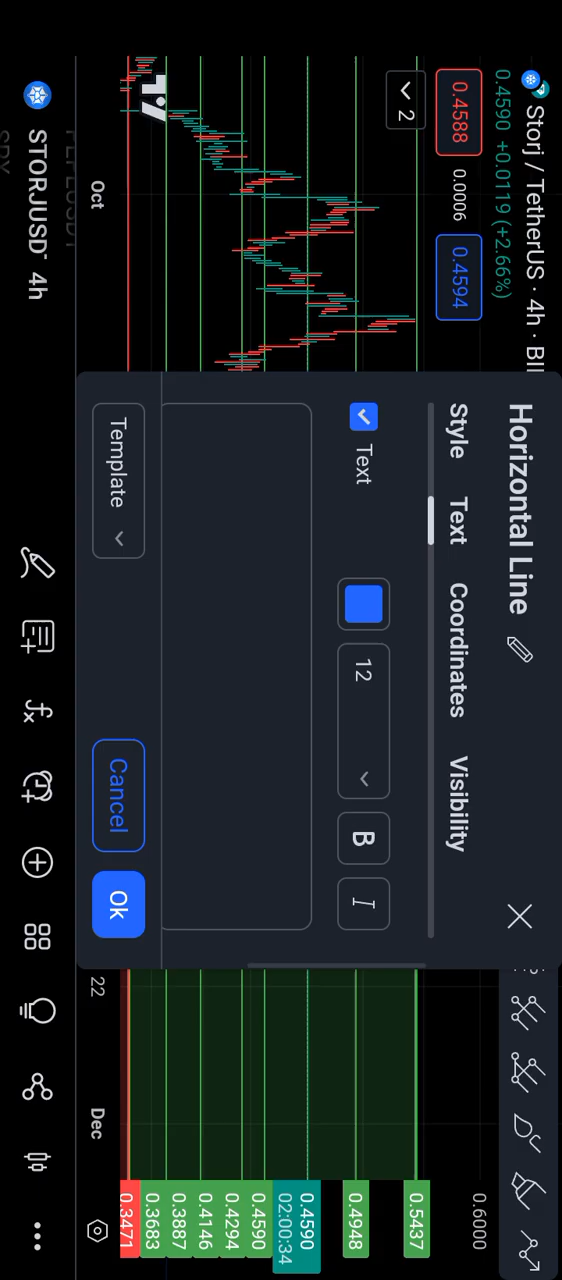 Storj / TetherUS · 4h · BI
0.4590 +0.0119 (+2.66%)
0.4588
0.0006
0.4594
2
Horizontal Line
Style
Text
Coordinates
Visibility
Text
12
B
I
Template
Cancel
Ok
0.6000
0.5437
0.4948
0.4590
02:00:34
0.4590
0.4294
0.4146
0.3887
0.3683
0.3471
Oct
22
Dec
STORJUSD 4h